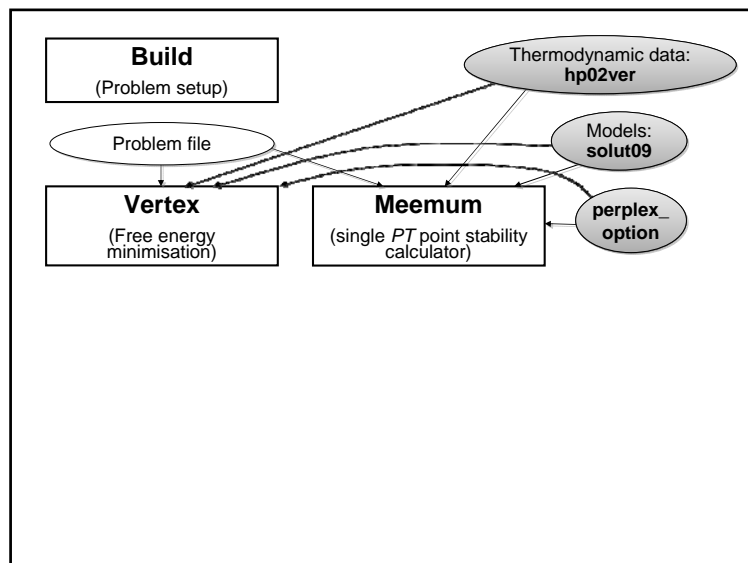 Build
(Problem setup)
Thermodynamic data:
hp02ver
Problem file
Models:
solut09
Vertex
(Free energy
minimisation)
Meemum
(single PT point stability
calculator)
perplex_
option